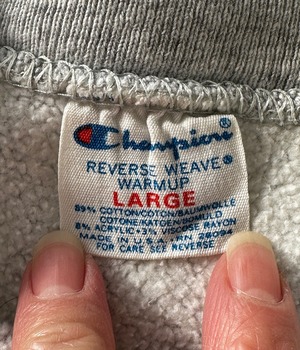 Champion®
REVERSE WEAVE®
WARMUP
LARGE
89% COTTON/COTON/BAUMWOLLE
8% ACRYLIC•3% VISCOSE RAYON
MADE IN U.S.A.
FOR CARE SEE REVERSE